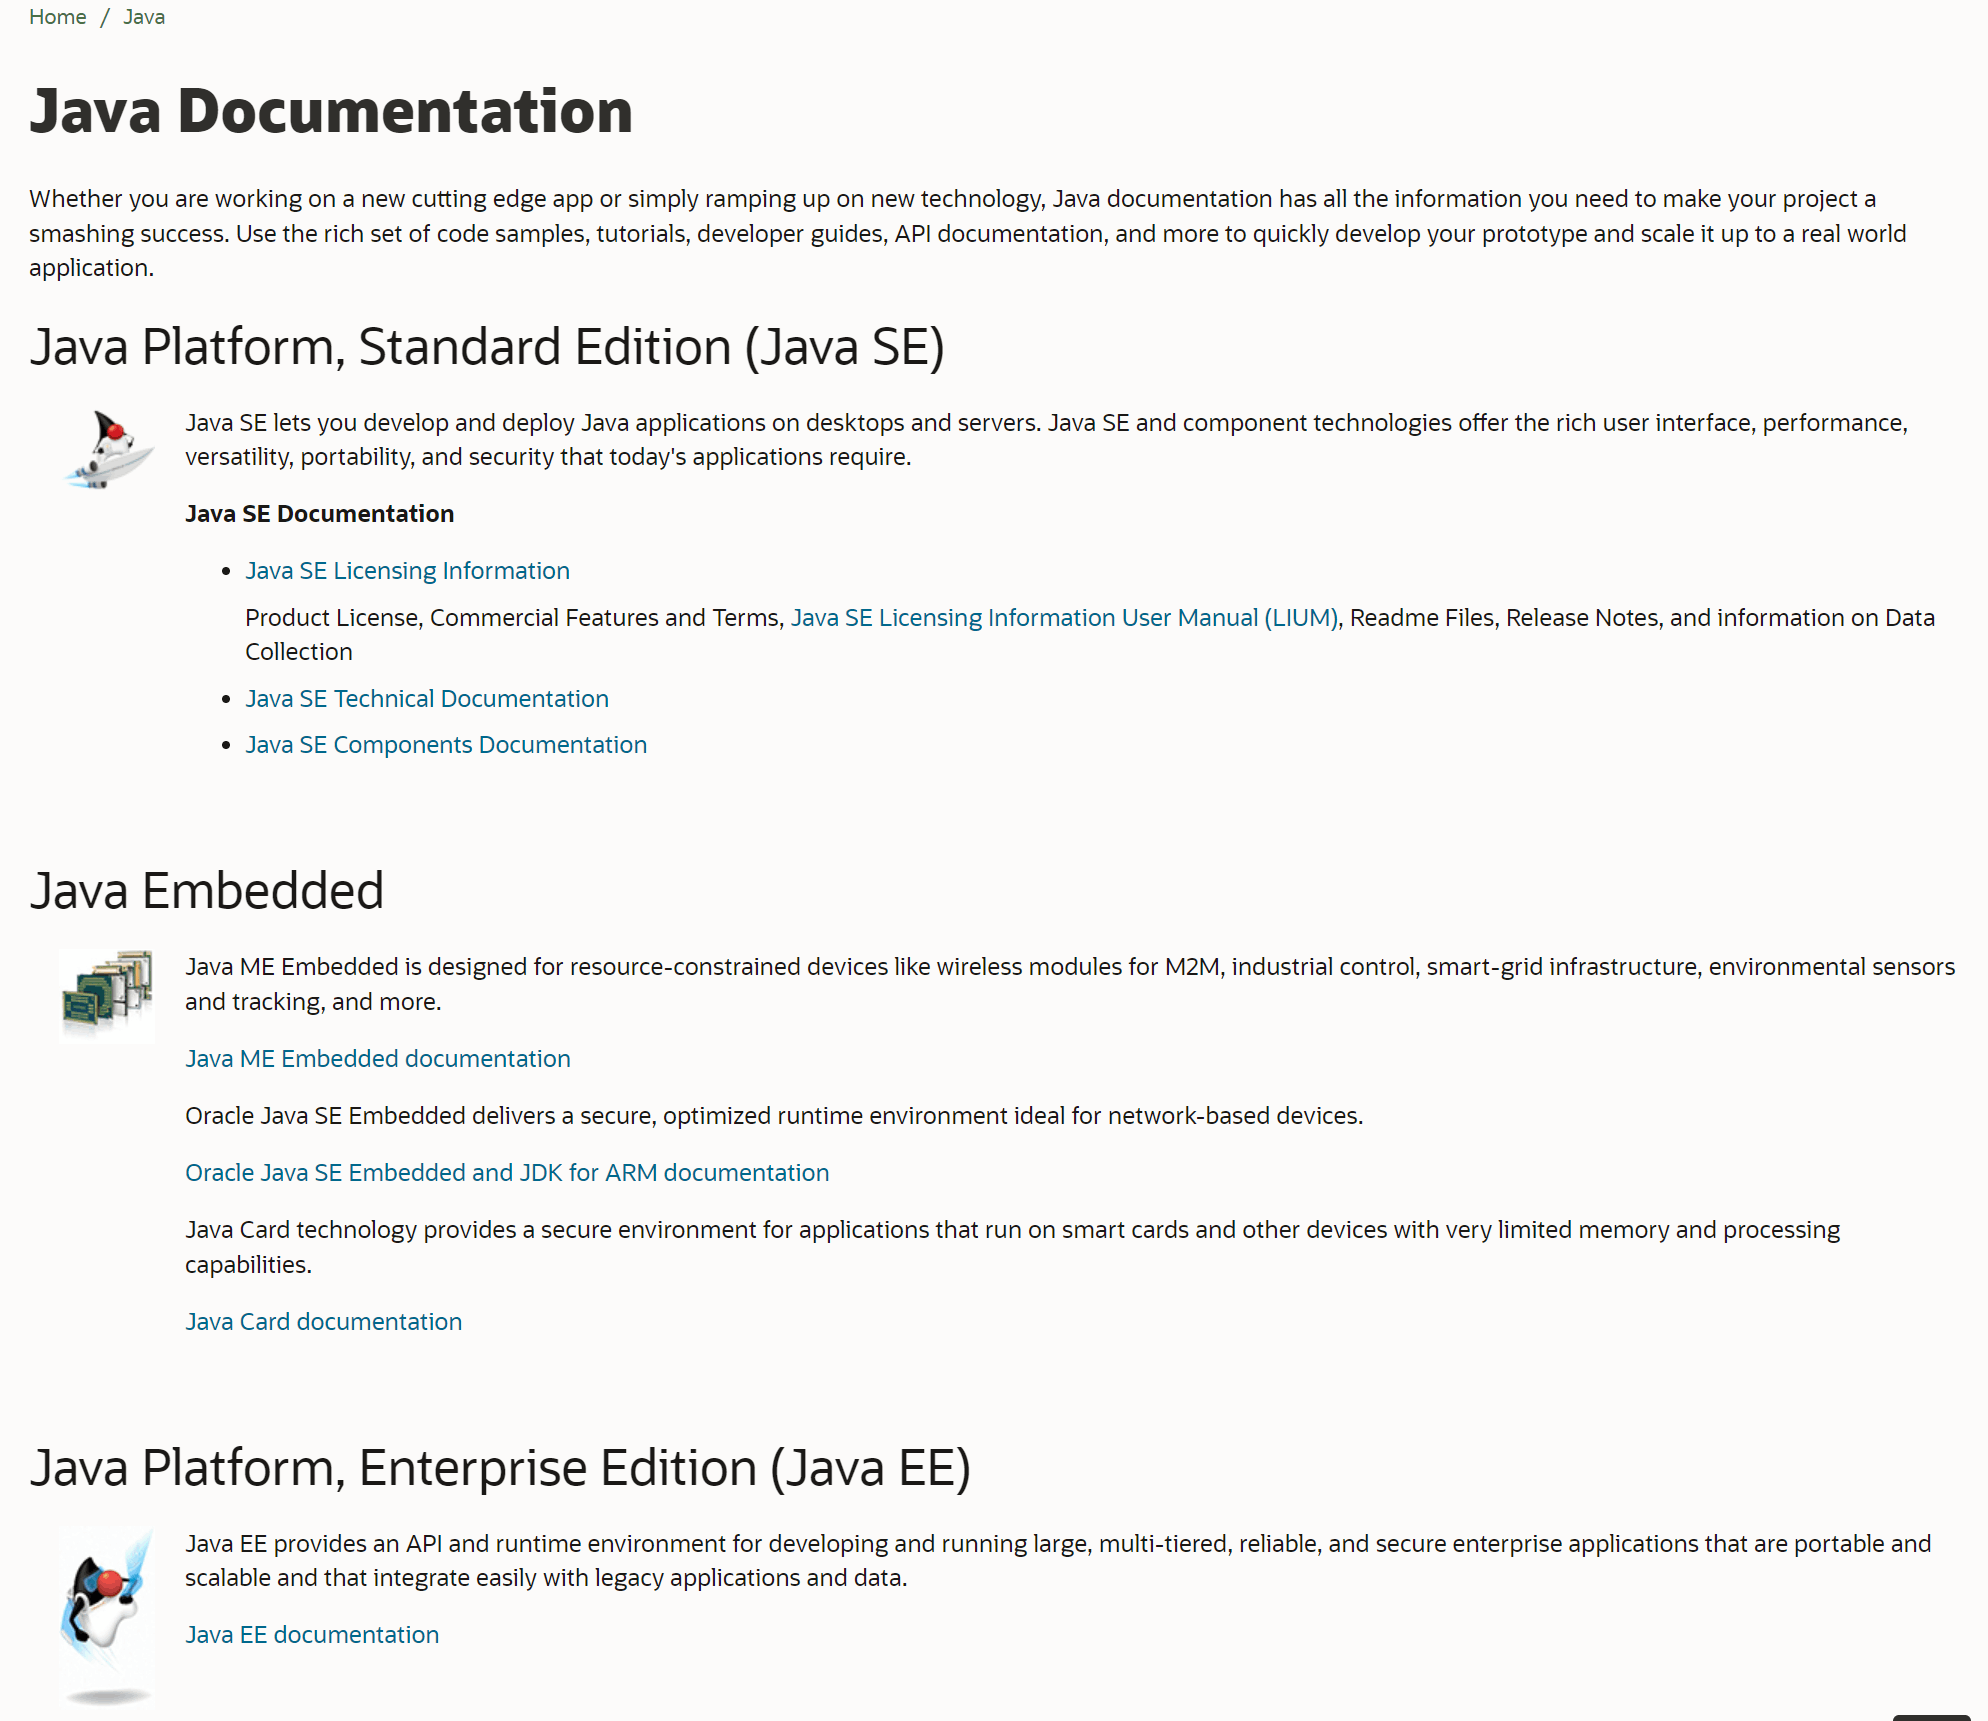 Home / Java
Java Documentation
Whether you are working on a new cutting edge app or simply ramping up on new technology, Java documentation has all the information you need to make your project a
smashing success. Use the rich set of code samples, tutorials, developer guides, API documentation, and more to quickly develop your prototype and scale it up to a real world
application.
Java Platform, Standard Edition (Java SE)
Java SE lets you develop and deploy Java applications on desktops and servers. Java SE and component technologies offer the rich user interface, performance,
versatility, portability, and security that today's applications require.
Java SE Documentation
• Java SE Licensing Information
Product License, Commercial Features and Terms, Java SE Licensing Information User Manual (LIUM), Readme Files, Release Notes, and information on Data
Collection
• Java SE Technical Documentation
• Java SE Components Documentation
Java Embedded
Java ME Embedded is designed for resource-constrained devices like wireless modules for M2M, industrial control, smart-grid infrastructure, environmental sensors
and tracking, and more.
Java ME Embedded documentation
Oracle Java SE Embedded delivers a secure, optimized runtime environment ideal for network-based devices.
Oracle Java SE Embedded and JDK for ARM documentation
Java Card technology provides a secure environment for applications that run on smart cards and other devices with very limited memory and processing
capabilities.
Java Card documentation
Java Platform, Enterprise Edition (Java EE)
Java EE provides an API and runtime environment for developing and running large, multi-tiered, reliable, and secure enterprise applications that are portable and
scalable and that integrate easily with legacy applications and data.
Java EE documentation